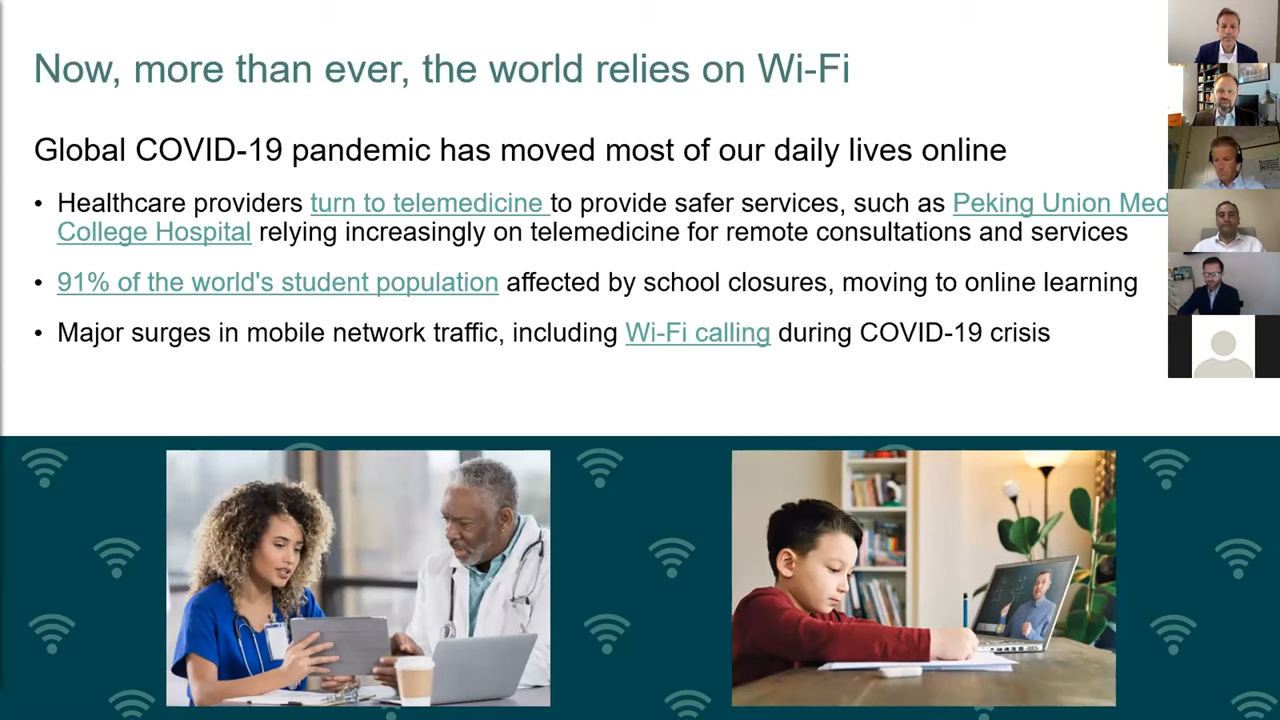 Now, more than ever, the world relies on Wi-Fi
Global COVID-19 pandemic has moved most of our daily lives online
• Healthcare providers turn to telemedicine to provide safer services, such as Peking Union Med
College Hospital relying increasingly on telemedicine for remote consultations and services
• 91% of the world's student population affected by school closures, moving to online learning
• Major surges in mobile network traffic, including Wi-Fi calling during COVID-19 crisis